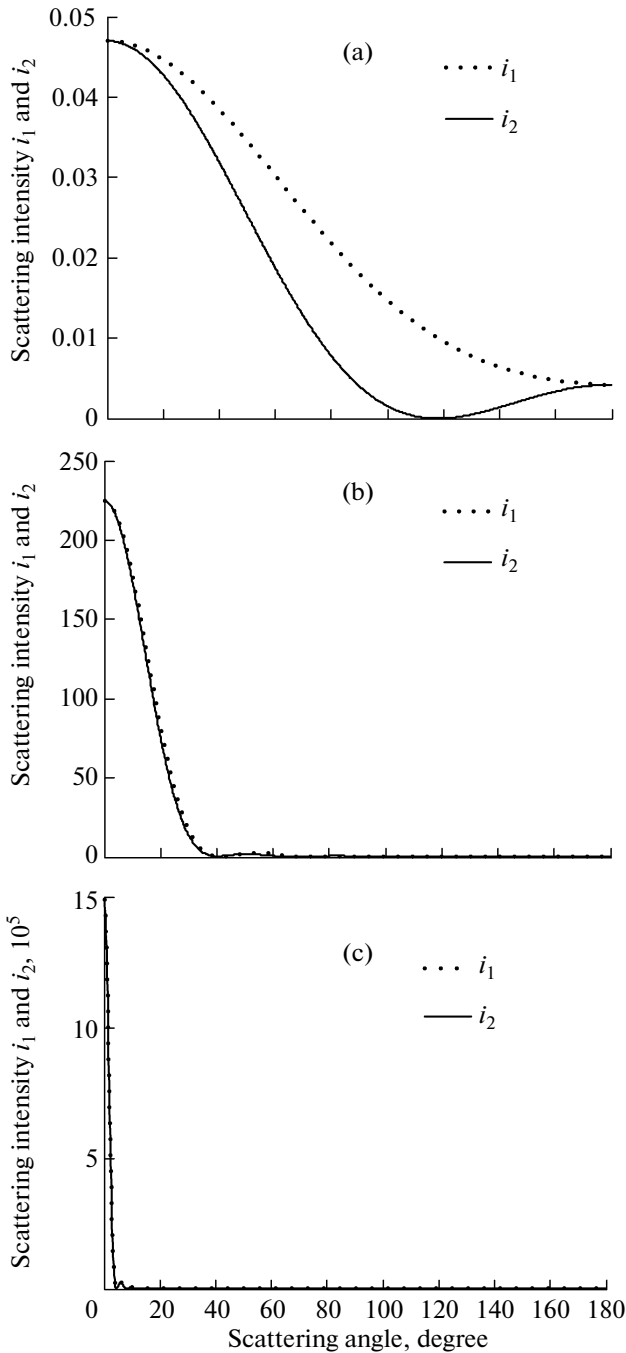 Scattering intensity i₁ and i₂
0.05
0.04
0.03
0.02
0.01
0
(a)
i₁
i₂
Scattering intensity i₁ and i₂
250
200
150
100
50
0
(b)
i₁
i₂
Scattering intensity i₁ and i₂, 10⁵
15
10
5
(c)
i₁
i₂
0 20 40 60 80 100 120 140 160 180
Scattering angle, degree